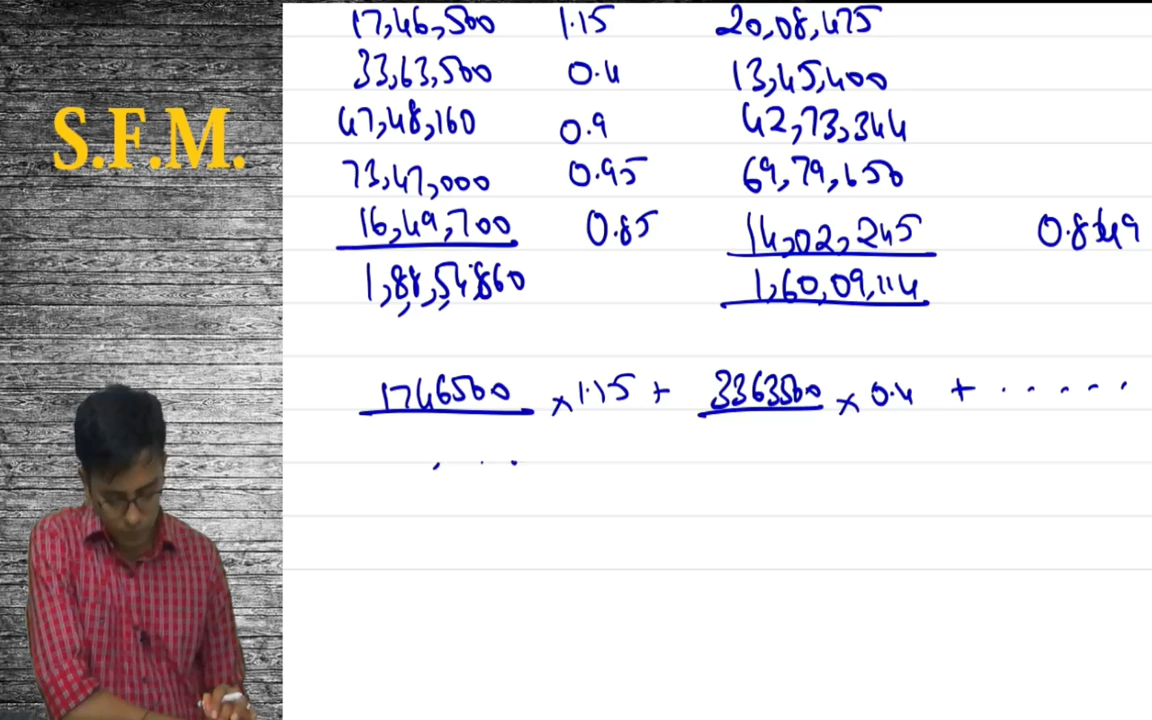 S.F.M.
17,46,500 1.15 20,08,475
33,63,500 0.4 13,45,400
47,48,160 0.9 42,73,344
73,47,000 0.95 69,79,650
16,49,700 0.85 14,02,245
1,88,54,860 1,60,09,114
1746500 × 1.15 + 3363500 × 0.4 + ......